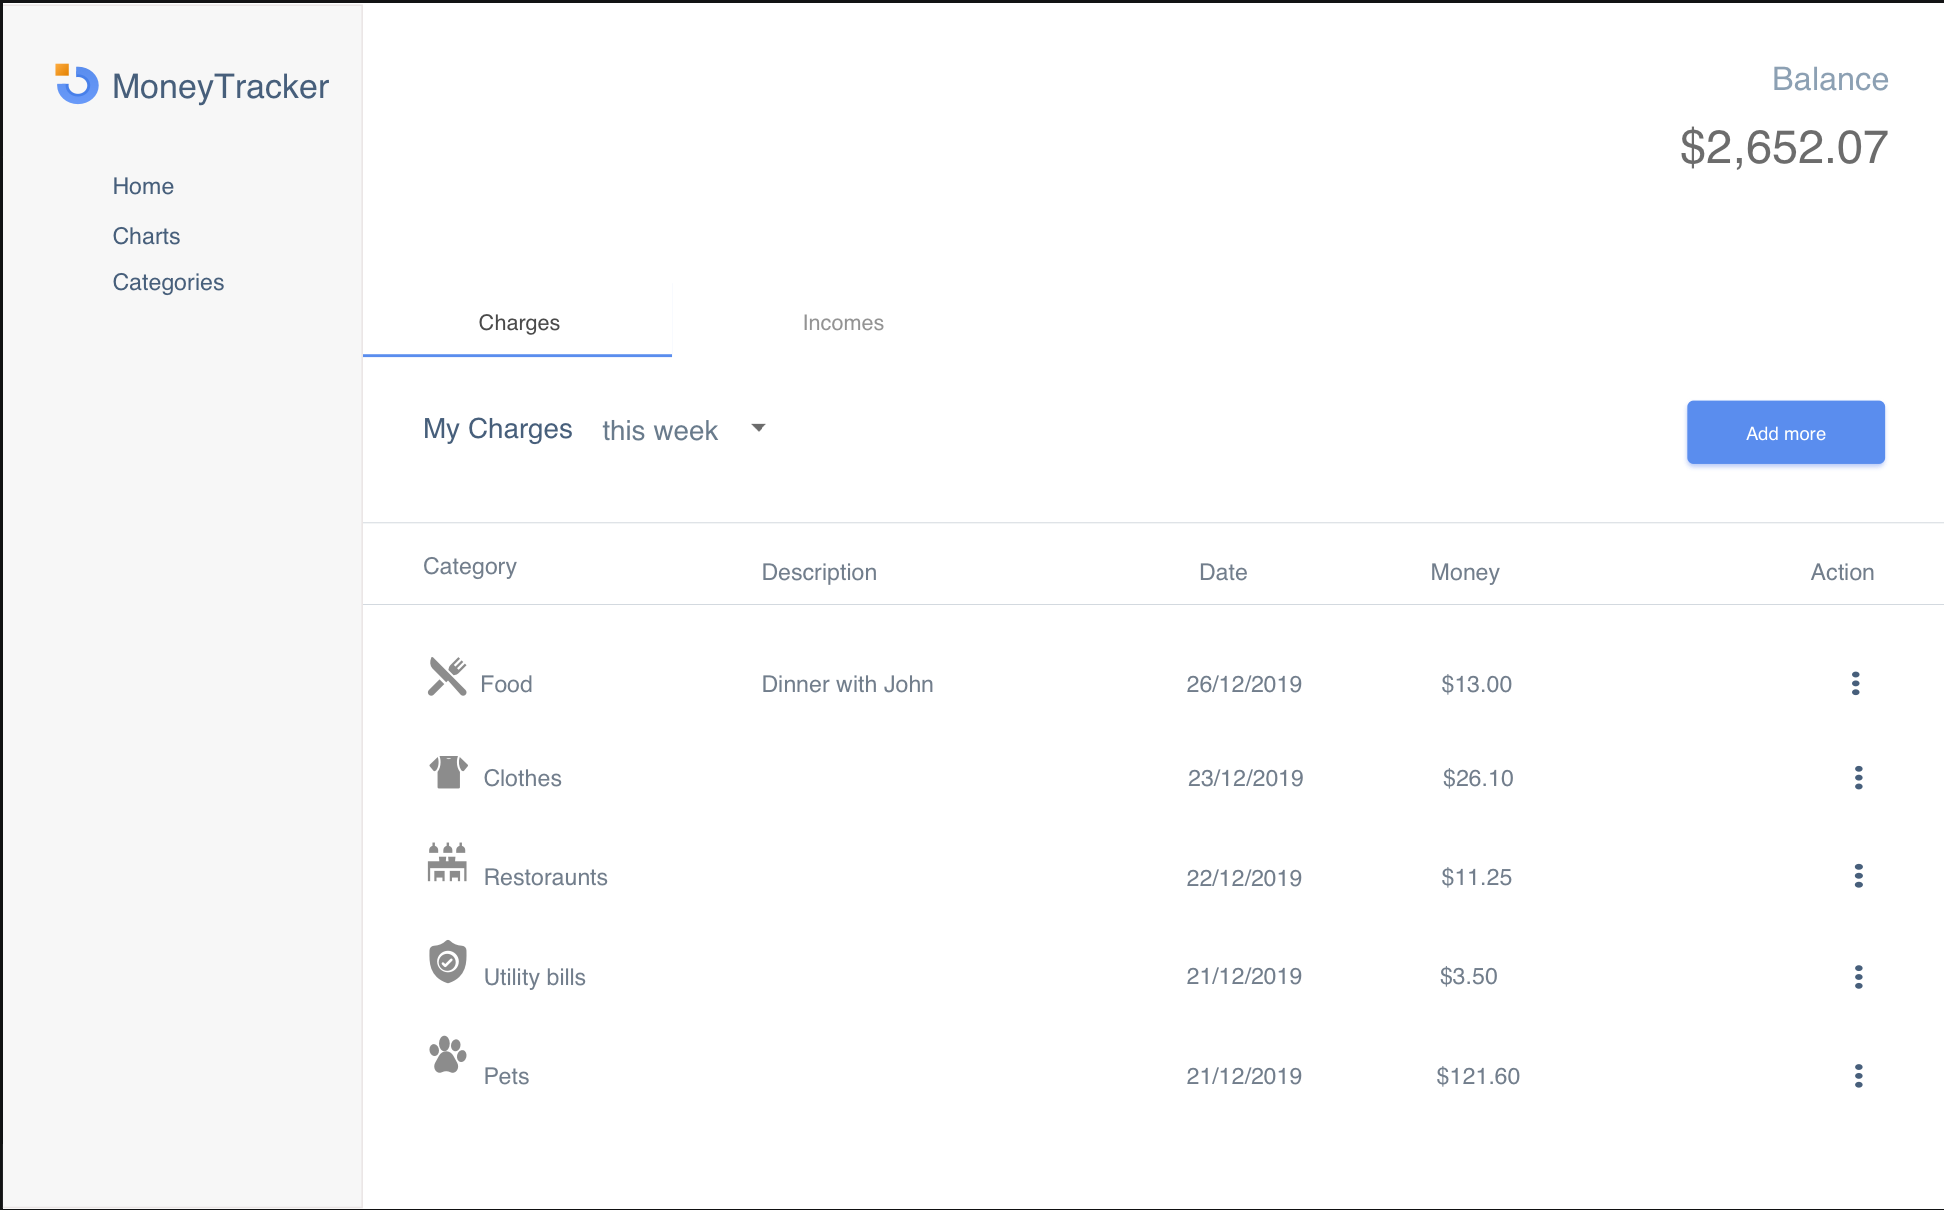 MoneyTracker
Home
Charts
Categories
Balance
$2,652.07
Charges Incomes
My Charges this week
Add more
Category Description Date Money Action
Food Dinner with John 26/12/2019 $13.00
Clothes 23/12/2019 $26.10
Restoraunts 22/12/2019 $11.25
Utility bills 21/12/2019 $3.50
Pets 21/12/2019 $121.60